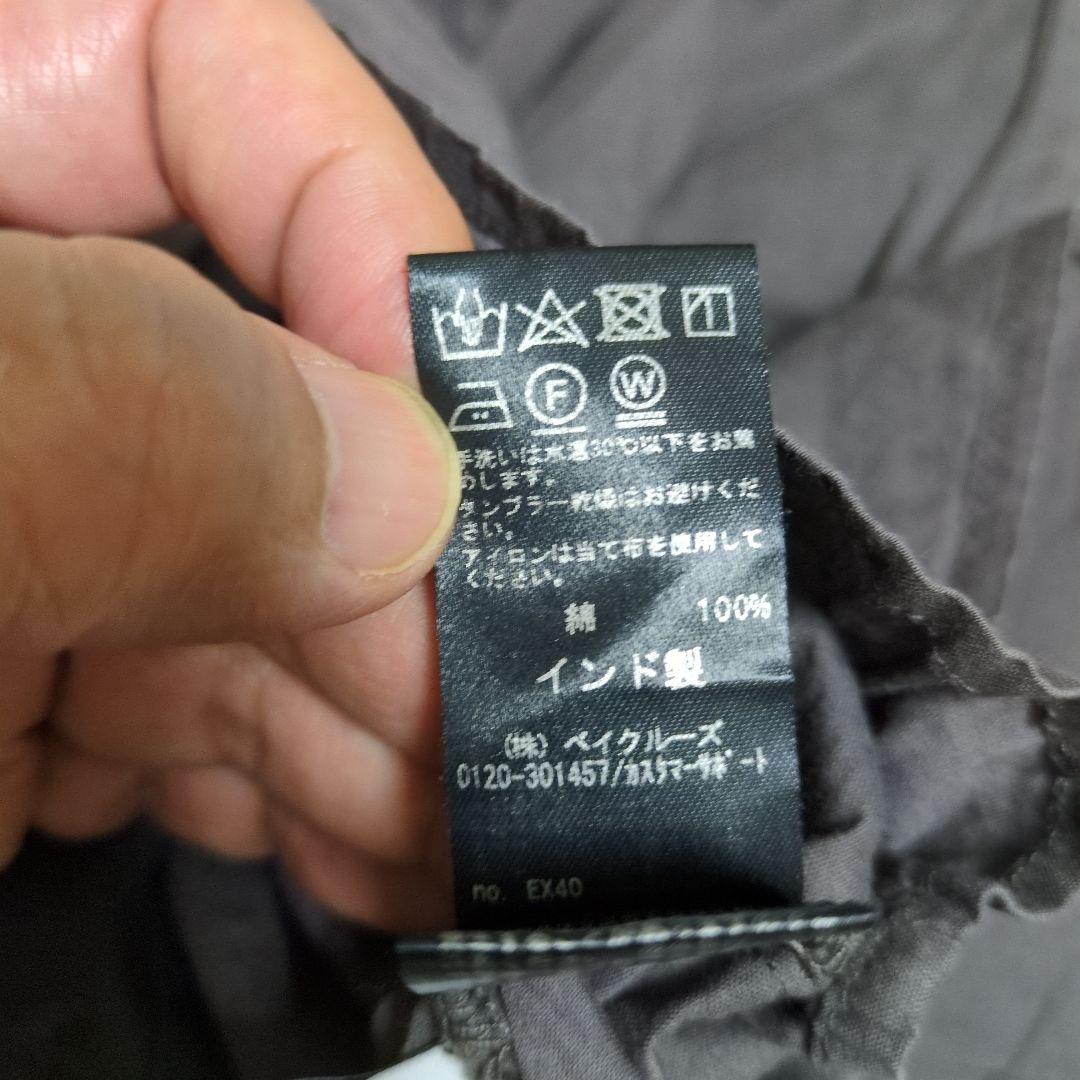 F W
手洗いは水温30℃以下をお薦
めします。
タンブラー乾燥はお避けくだ
さい。
アイロンは当て布を使用して
ください。
綿 100%
インド製
(株) ベイクルーズ
0120-301457/カスタマーサポート
no. EX40